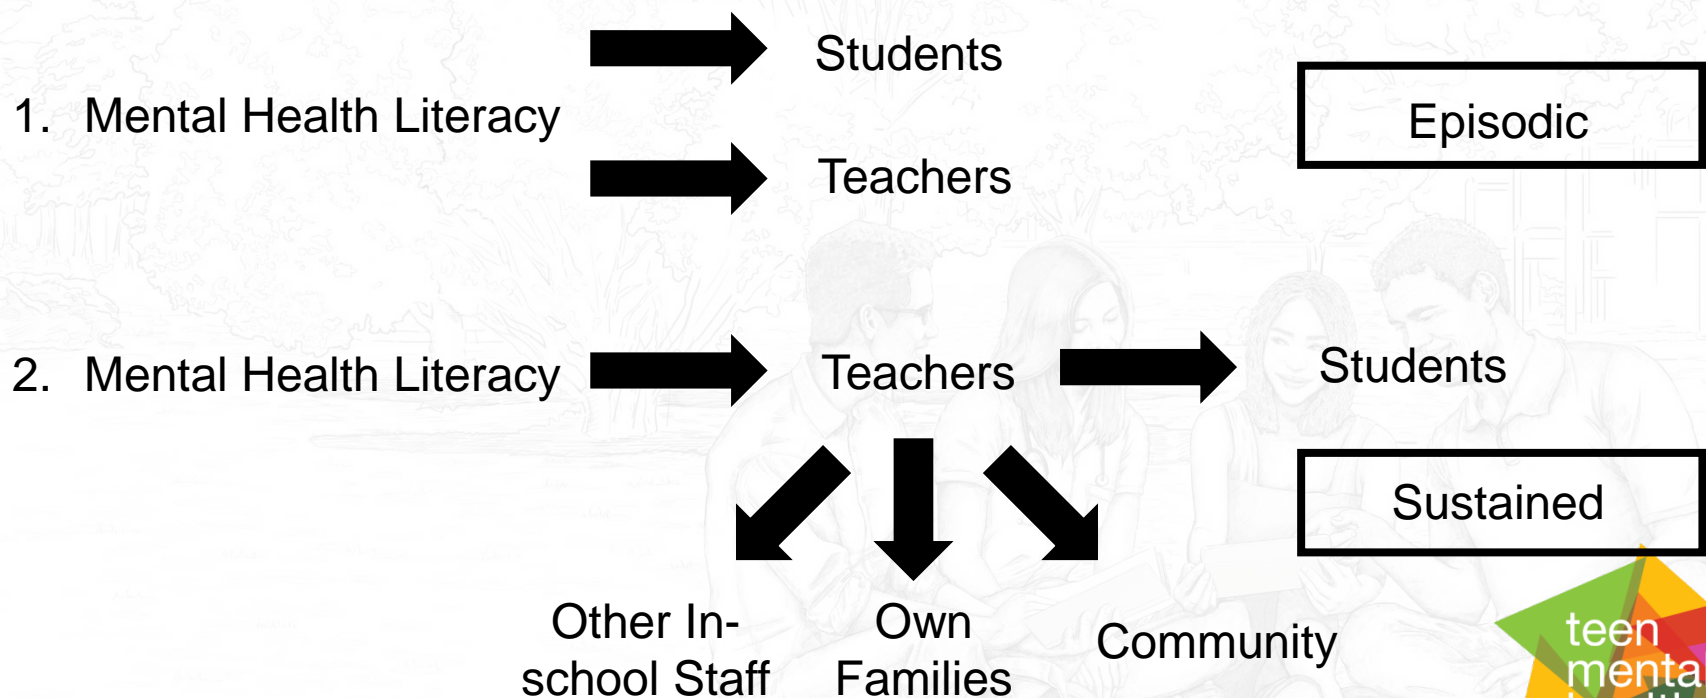 Students
1. Mental Health Literacy
Episodic
Teachers
2. Mental Health Literacy
Teachers
Students
Sustained
Other In-
school Staff
Own
Families
Community
teen
menta